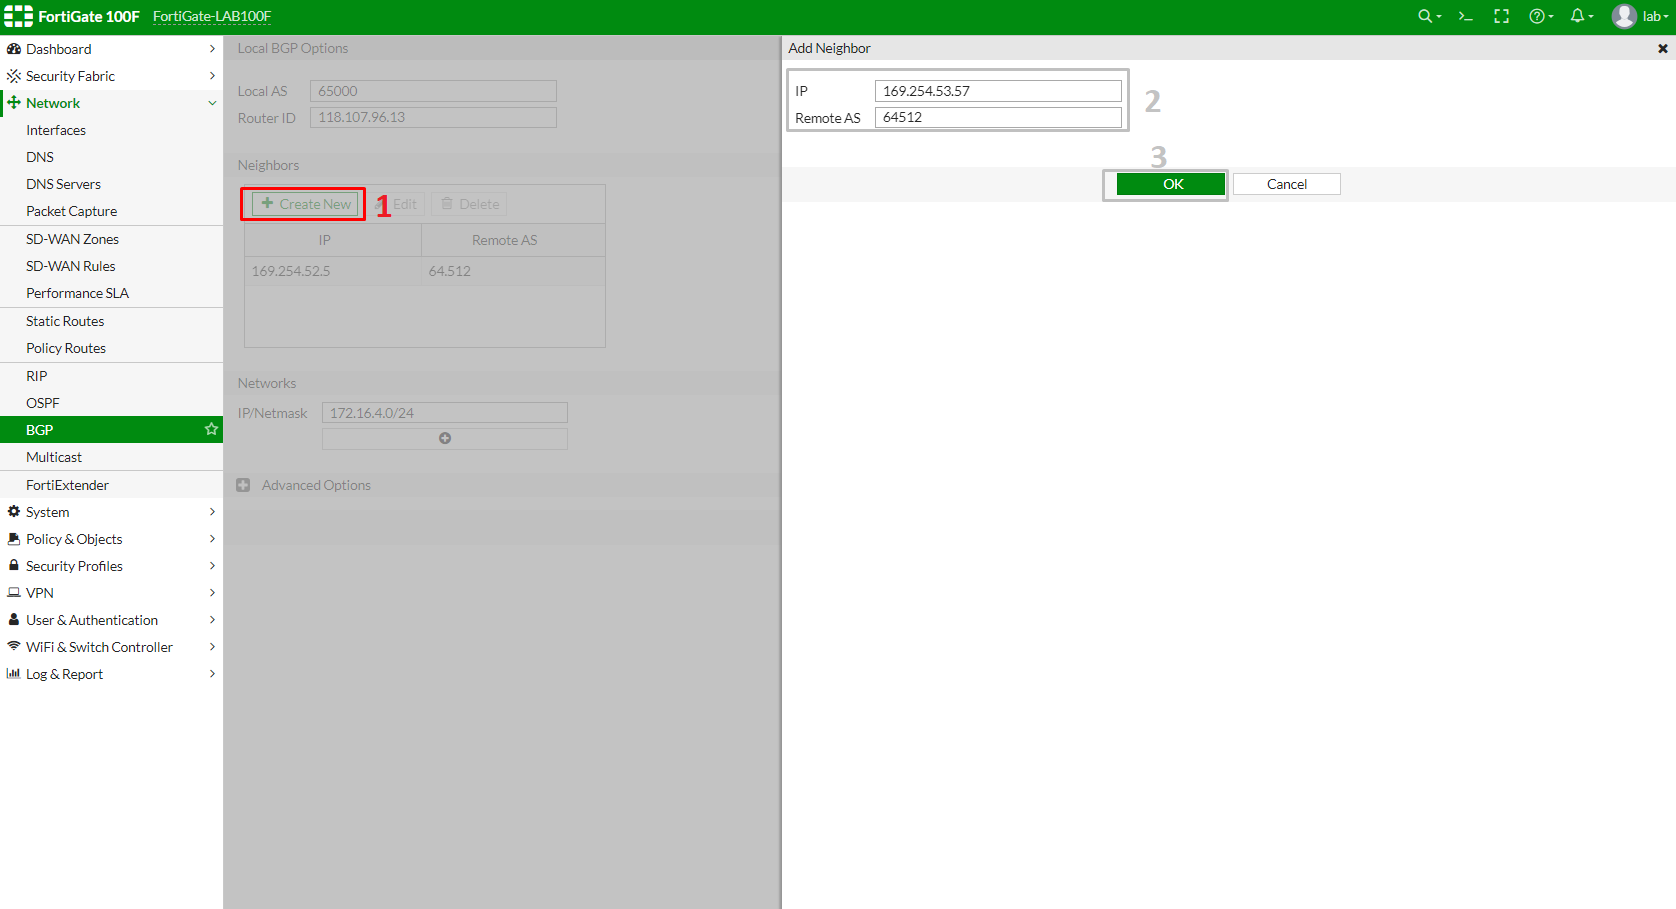 FortiGate 100F FortiGate-LAB100F lab
Dashboard
Security Fabric
Network
Interfaces
DNS
DNS Servers
Packet Capture
SD-WAN Zones
SD-WAN Rules
Performance SLA
Static Routes
Policy Routes
RIP
OSPF
BGP
Multicast
FortiExtender
System
Policy & Objects
Security Profiles
VPN
User & Authentication
WiFi & Switch Controller
Log & Report
Local BGP Options
Local AS 65000
Router ID 118.107.96.13
Neighbors
Create New 1 Edit Delete
IP Remote AS
169.254.52.5 64.512
Networks
IP/Netmask 172.16.4.0/24
Advanced Options
Add Neighbor
IP 169.254.53.57
2
Remote AS 64512
3
OK Cancel